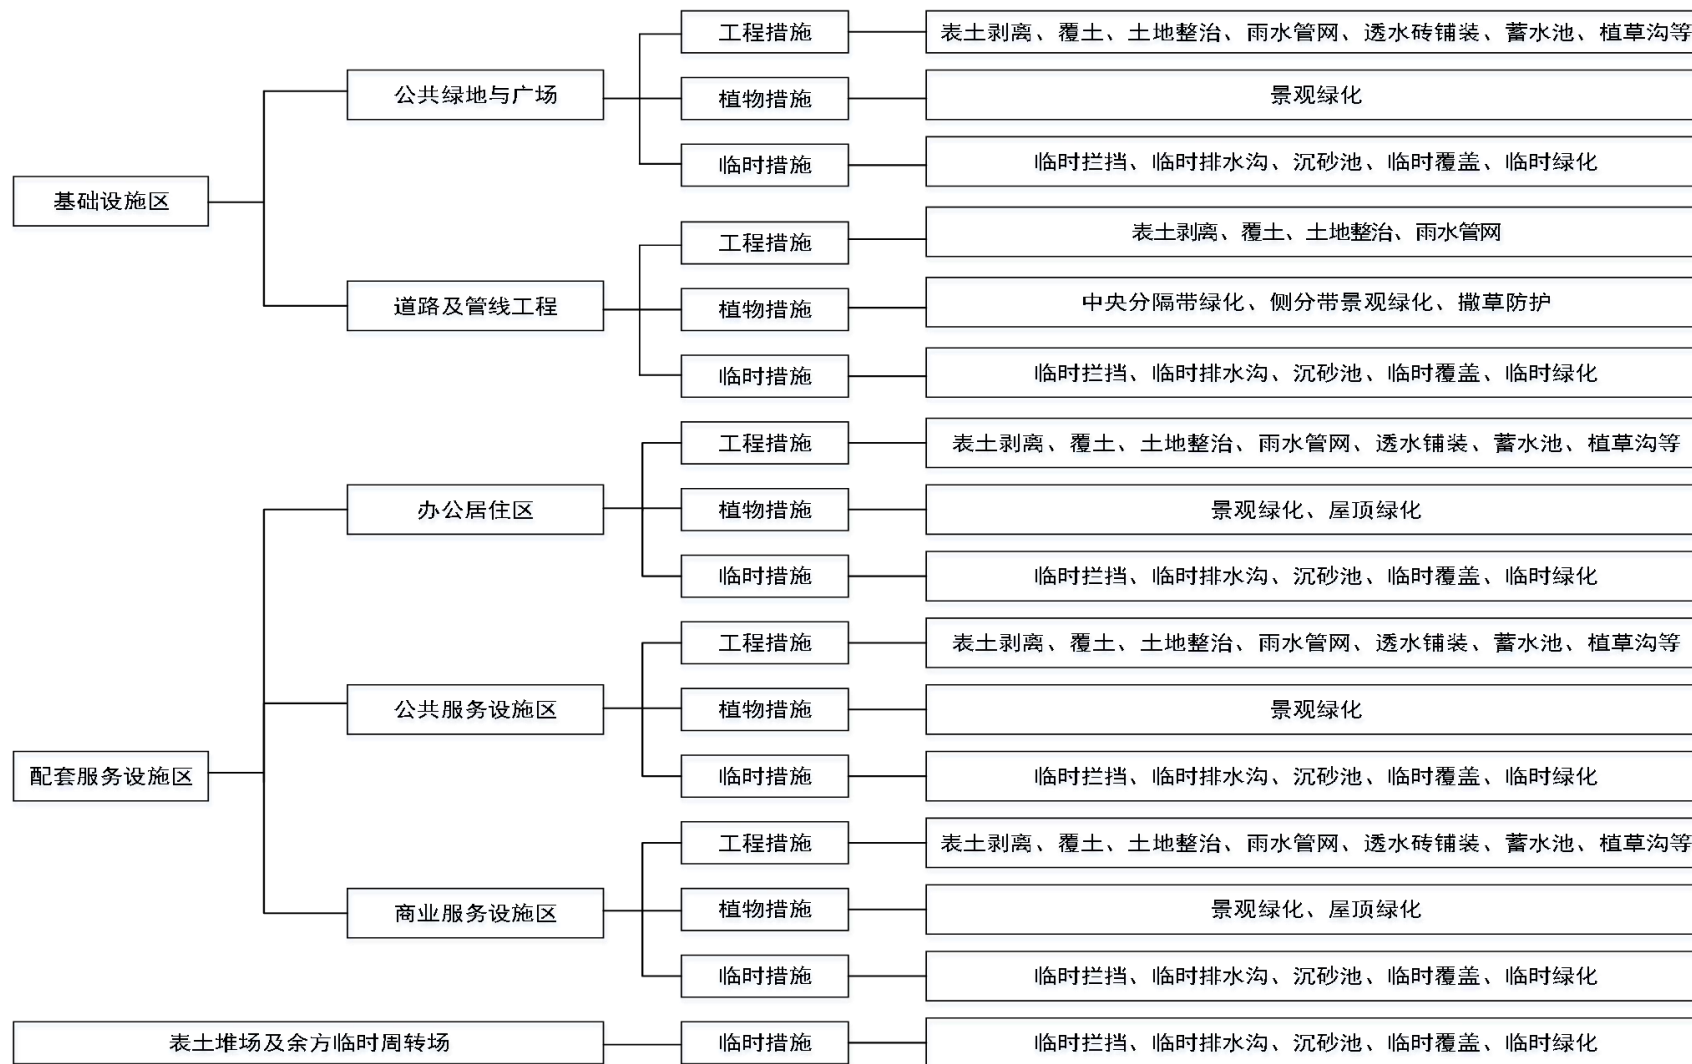 工程措施
表土剥离、覆土、土地整治、雨水管网、透水砖铺装、蓄水池、植草沟等
公共绿地与广场
植物措施
景观绿化
临时措施
临时拦挡、临时排水沟、沉砂池、临时覆盖、临时绿化
基础设施区
工程措施
表土剥离、覆土、土地整治、雨水管网
道路及管线工程
植物措施
中央分隔带绿化、侧分带景观绿化、撒草防护
临时措施
临时拦挡、临时排水沟、沉砂池、临时覆盖、临时绿化
工程措施
表土剥离、覆土、土地整治、雨水管网、透水铺装、蓄水池、植草沟等
办公居住区
植物措施
景观绿化、屋顶绿化
临时措施
临时拦挡、临时排水沟、沉砂池、临时覆盖、临时绿化
工程措施
表土剥离、覆土、土地整治、雨水管网、透水铺装、蓄水池、植草沟等
公共服务设施区
植物措施
景观绿化
配套服务设施区
临时措施
临时拦挡、临时排水沟、沉砂池、临时覆盖、临时绿化
工程措施
表土剥离、覆土、土地整治、雨水管网、透水砖铺装、蓄水池、植草沟等
商业服务设施区
植物措施
景观绿化、屋顶绿化
临时措施
临时拦挡、临时排水沟、沉砂池、临时覆盖、临时绿化
表土堆场及余方临时周转场
临时措施
临时拦挡、临时排水沟、沉砂池、临时覆盖、临时绿化